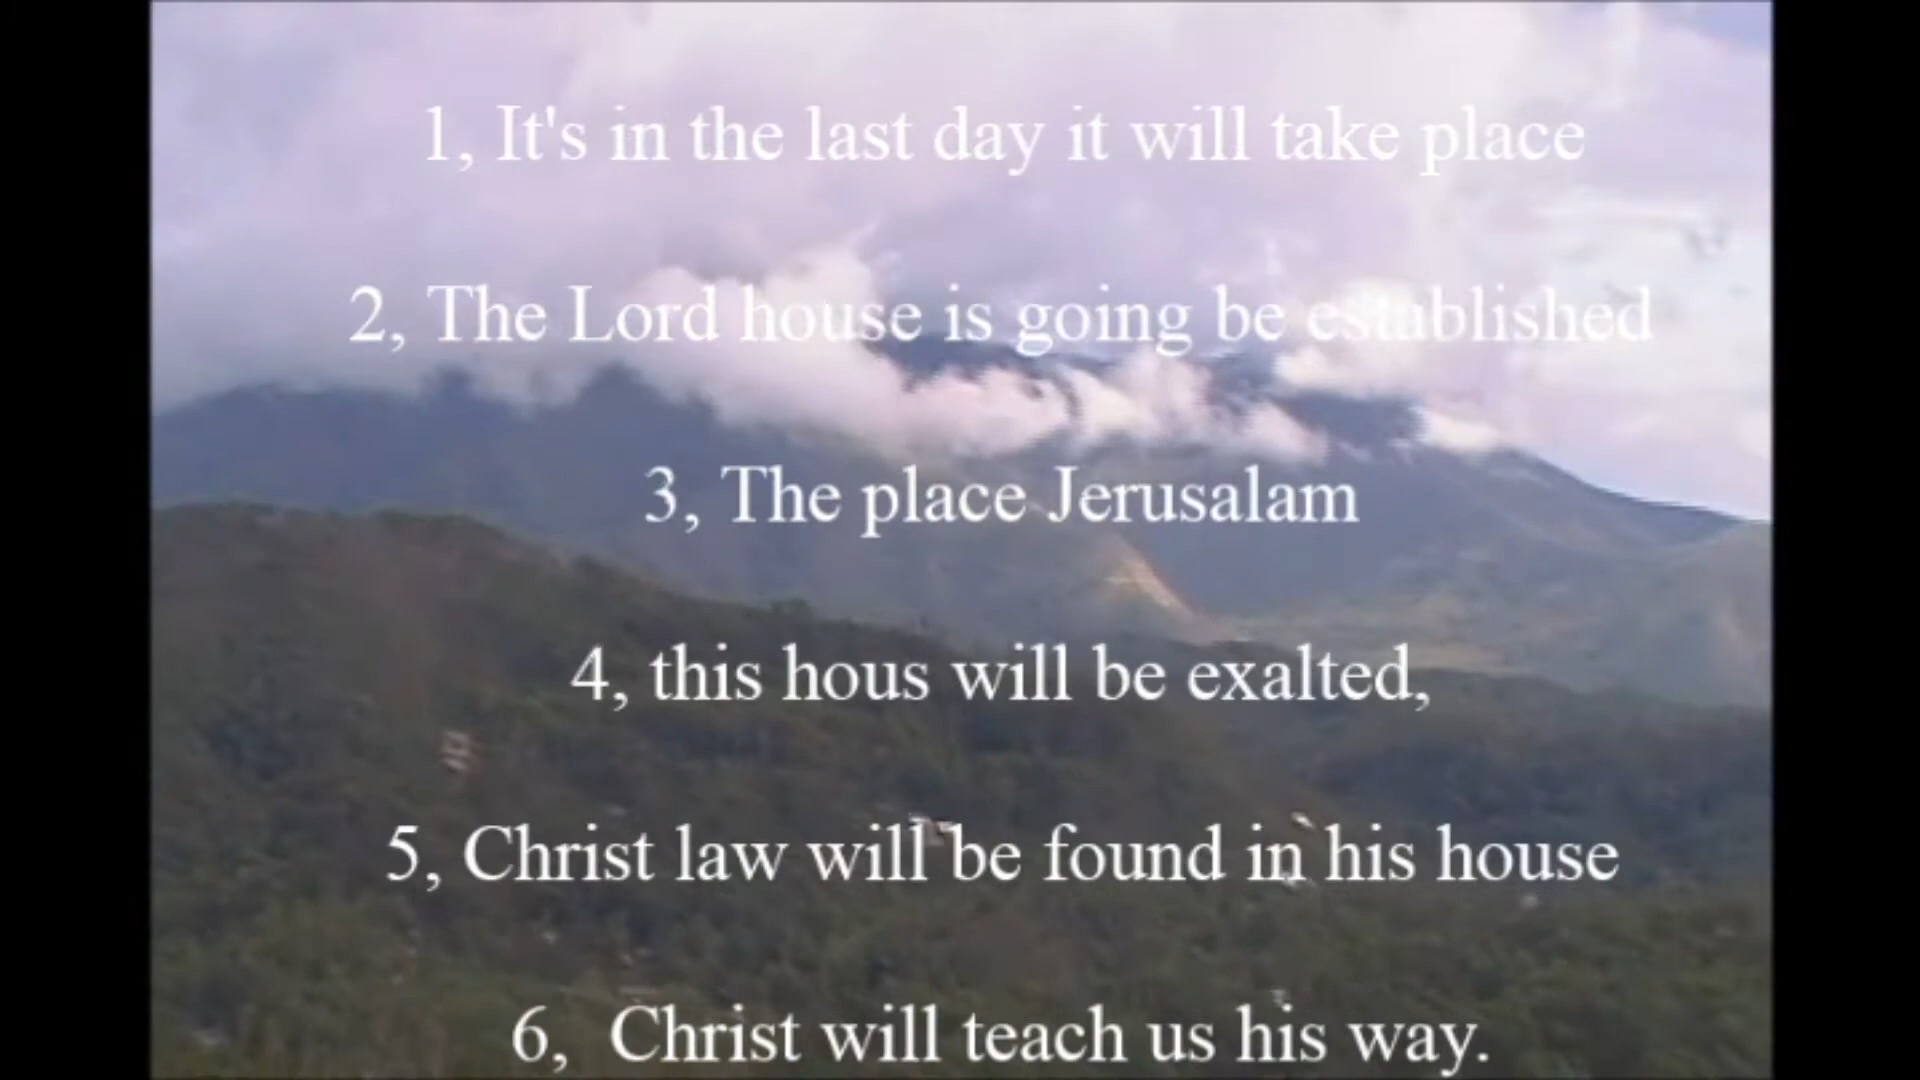 1, It's in the last day it will take place
2, The Lord house is going be established
3, The place Jerusalam
4, this hous will be exalted,
5, Christ law will be found in his house
6,  Christ will teach us his way.